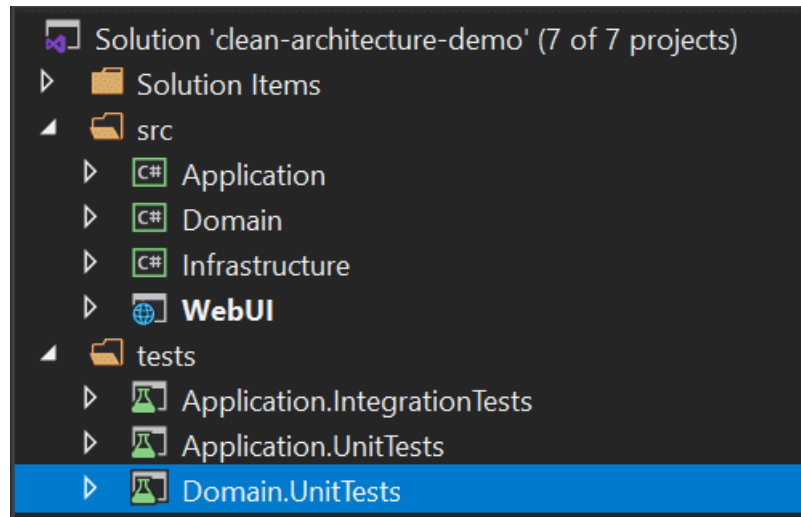 Solution 'clean-architecture-demo' (7 of 7 projects)
Solution Items
src
C# Application
C# Domain
C# Infrastructure
WebUI
tests
Application.IntegrationTests
Application.UnitTests
Domain.UnitTests